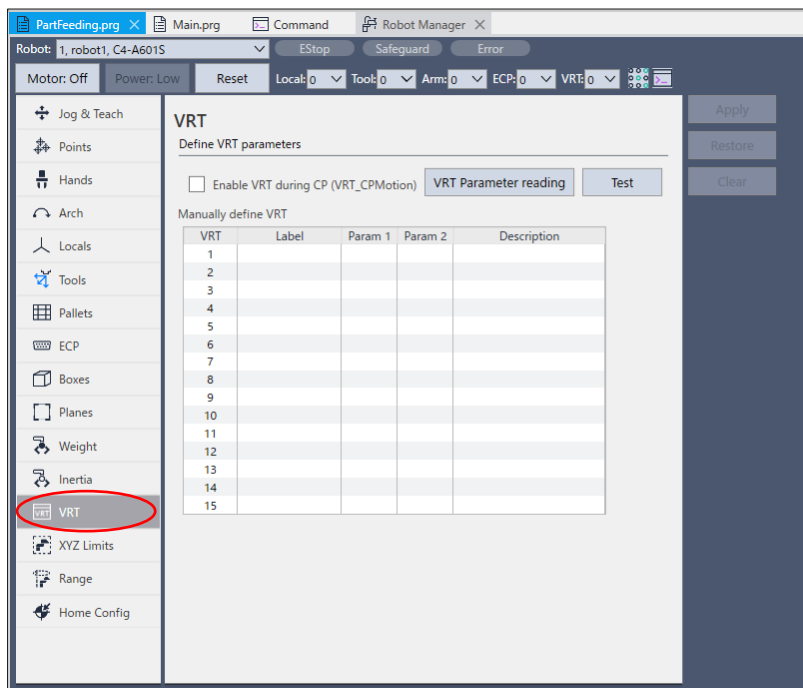 PartFeeding.prg Main.prg Command Robot Manager
Robot: 1, robot1, C4-A601S EStop Safeguard Error
Motor: Off Power: Low Reset Local: 0 Tool: 0 Arm: 0 ECP: 0 VRT: 0
Jog & Teach
Points
Hands
Arch
Locals
Tools
Pallets
ECP
Boxes
Planes
Weight
Inertia
VRT VRT
XYZ Limits
Range
Home Config
VRT
Define VRT parameters
Enable VRT during CP (VRT_CPMotion) VRT Parameter reading Test
Manually define VRT
VRT Label Param 1 Param 2 Description
1
2
3
4
5
6
7
8
9
10
11
12
13
14
15
Apply
Restore
Clear